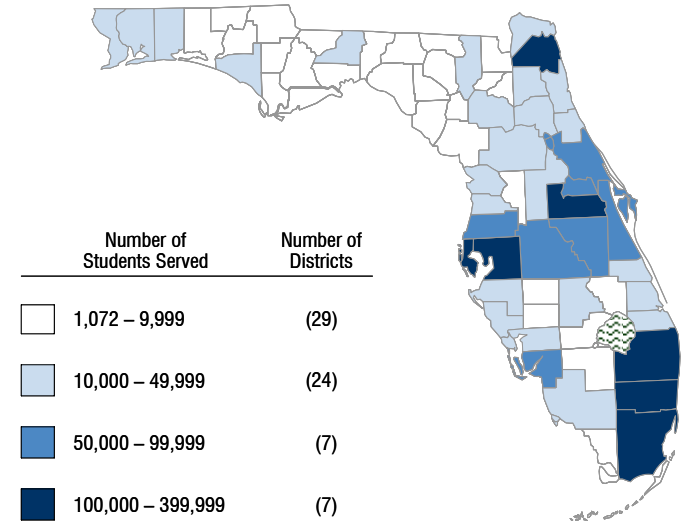 Number of
Students Served
Number of
Districts
1,072 – 9,999
(29)
10,000 – 49,999
(24)
50,000 – 99,999
(7)
100,000 – 399,999
(7)